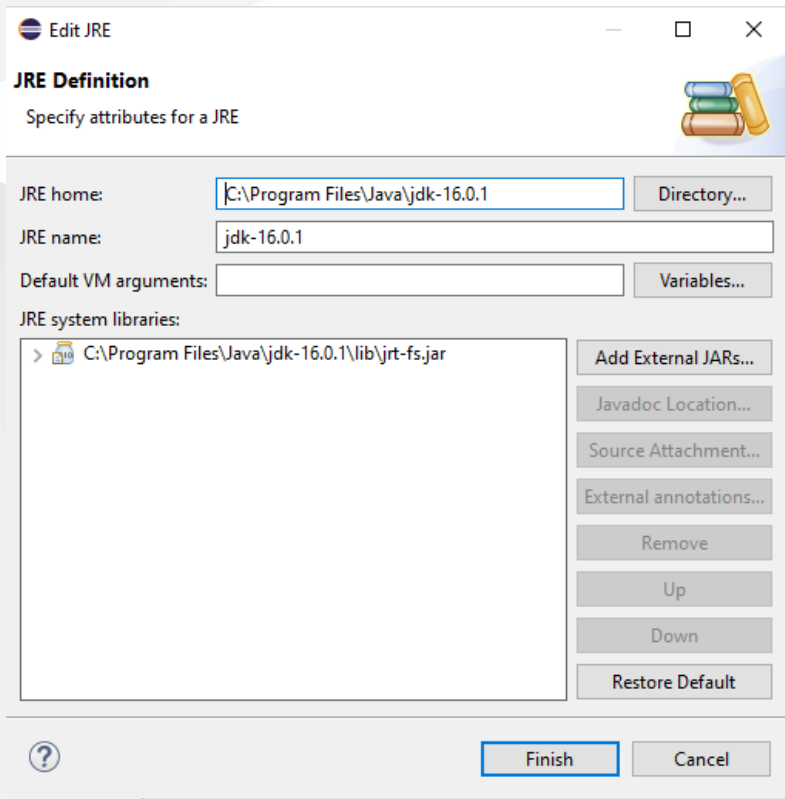 Edit JRE
JRE Definition
Specify attributes for a JRE
JRE home: C:\Program Files\Java\jdk-16.0.1 Directory...
JRE name: jdk-16.0.1
Default VM arguments: Variables...
JRE system libraries:
C:\Program Files\Java\jdk-16.0.1\lib\jrt-fs.jar
Add External JARs...
Javadoc Location...
Source Attachment...
External annotations...
Remove
Up
Down
Restore Default
? Finish Cancel